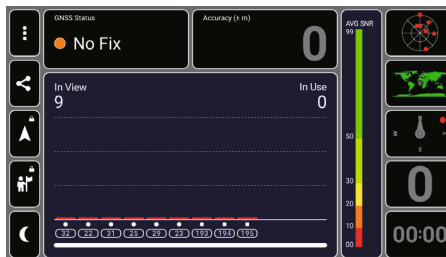 GNSS Status
No Fix
Accuracy (± m)
0
In View
9
In Use
0
32 22 31 25 29 23 193 194 195
AVG SNR
99
50
30
20
10
00
W
S
0
00:00